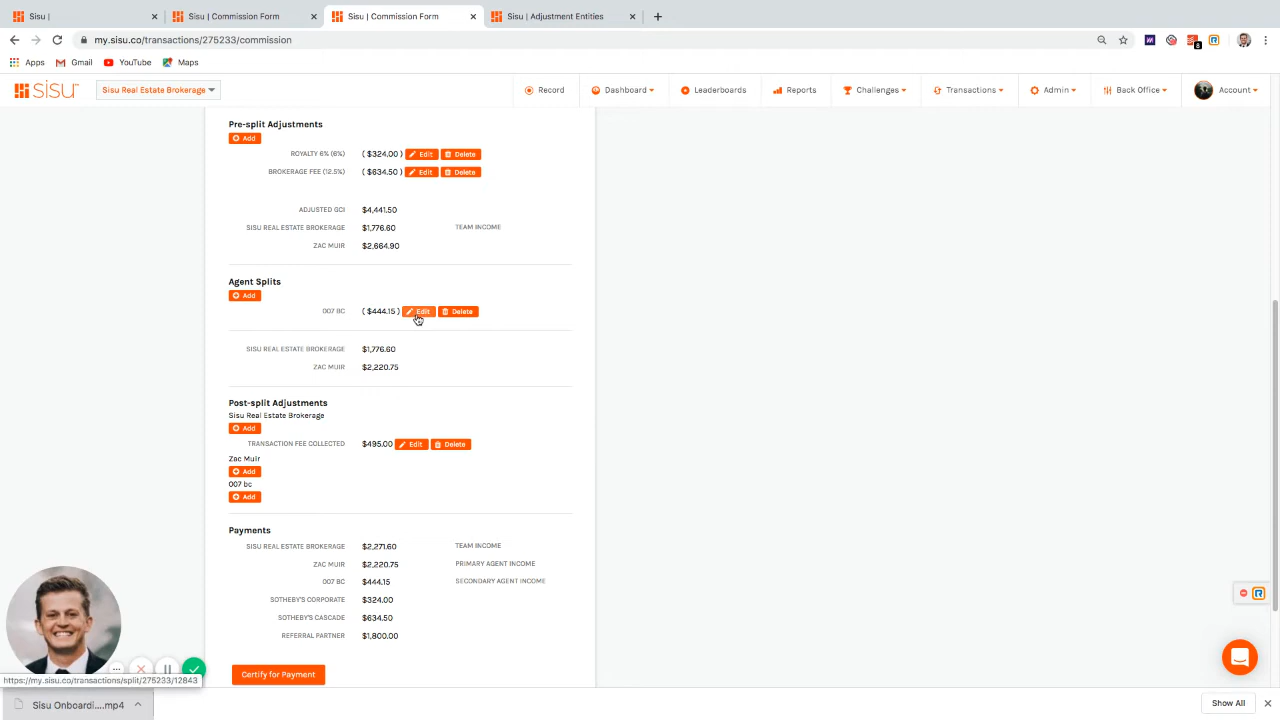 Sisu |
Sisu | Commission Form
Sisu | Commission Form
Sisu | Adjustment Entities
my.sisu.co/transactions/275233/commission
8
Apps
Gmail
YouTube
Maps
sisu
Sisu Real Estate Brokerage
Record
Dashboard
Leaderboards
Reports
Challenges
Transactions
Admin
Back Office
Account
Pre-split Adjustments
Add
ROYALTY 6% (6%) ( $324.00 ) Edit Delete
BROKERAGE FEE (12.5%) ( $634.50 ) Edit Delete
ADJUSTED GCI $4,441.50
SISU REAL ESTATE BROKERAGE $1,776.60 TEAM INCOME
ZAC MUIR $2,664.90
Agent Splits
Add
007 BC ( $444.15 ) Edit Delete
SISU REAL ESTATE BROKERAGE $1,776.60
ZAC MUIR $2,220.75
Post-split Adjustments
Sisu Real Estate Brokerage
Add
TRANSACTION FEE COLLECTED $495.00 Edit Delete
Zac Muir
Add
007 bc
Add
Payments
SISU REAL ESTATE BROKERAGE $2,271.60 TEAM INCOME
ZAC MUIR $2,220.75 PRIMARY AGENT INCOME
007 BC $444.15 SECONDARY AGENT INCOME
SOTHEBY'S CORPORATE $324.00
SOTHEBY'S CASCADE $634.50
REFERRAL PARTNER $1,800.00
Certify for Payment
https://my.sisu.co/transactions/split/275233/12843
Sisu Onboardi....mp4
Show All